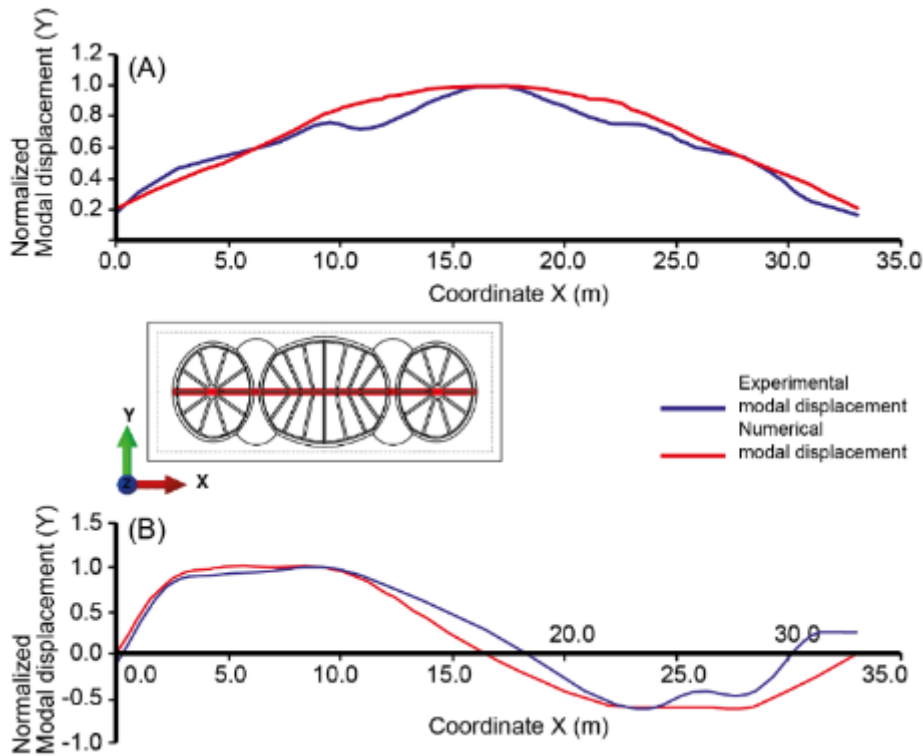 Normalized
Modal displacement (Y)
(A)
1.2
1.0
0.8
0.6
0.4
0.2
0.0 5.0 10.0 15.0 20.0 25.0 30.0 35.0
Coordinate X (m)
Y
Z
X
Experimental
modal displacement
Numerical
modal displacement
Normalized
Modal displacement (Y)
(B)
1.5
1.0
0.5
0.0
-0.5
-1.0
20.0 30.0
0.0 5.0 10.0 15.0 25.0 35.0
Coordinate X (m)